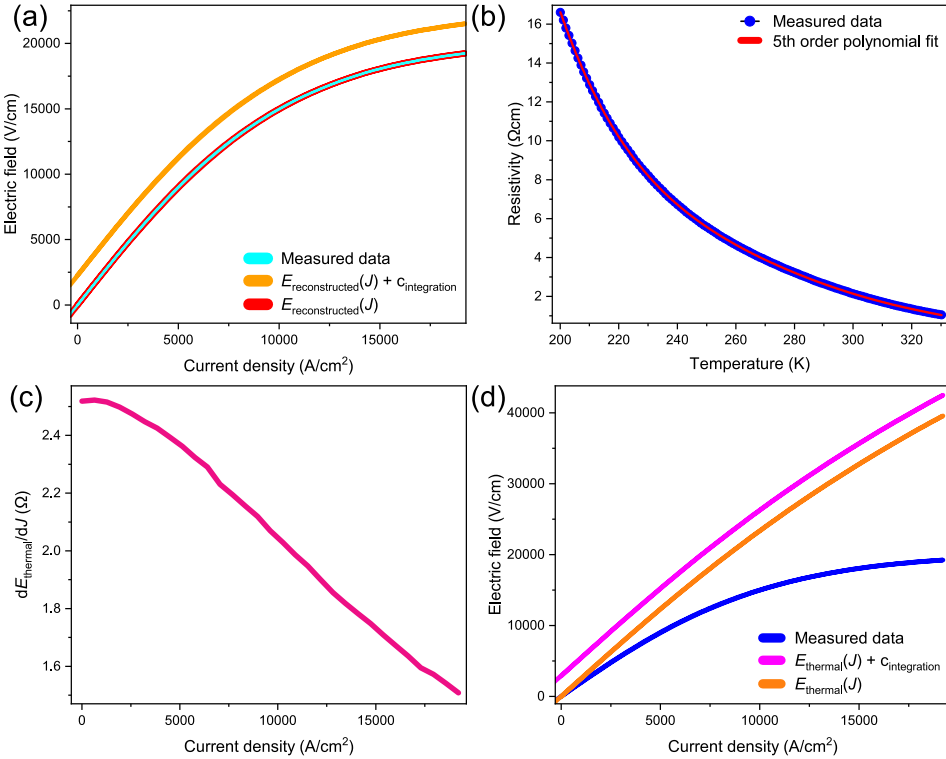 (a)
Electric field (V/cm)
20000
15000
10000
5000
0
Measured data
Ereconstructed(J) + cintegration
Ereconstructed(J)
0 5000 10000 15000
Current density (A/cm²)
(b)
Resistivity (Ωcm)
16
14
12
10
8
6
4
2
Measured data
5th order polynomial fit
200 220 240 260 280 300 320
Temperature (K)
(c)
dEthermal/dJ (Ω)
2.4
2.2
2.0
1.8
1.6
0 5000 10000 15000
Current density (A/cm²)
(d)
Electric field (V/cm)
40000
30000
20000
10000
0
Measured data
Ethermal(J) + cintegration
Ethermal(J)
0 5000 10000 15000
Current density (A/cm²)